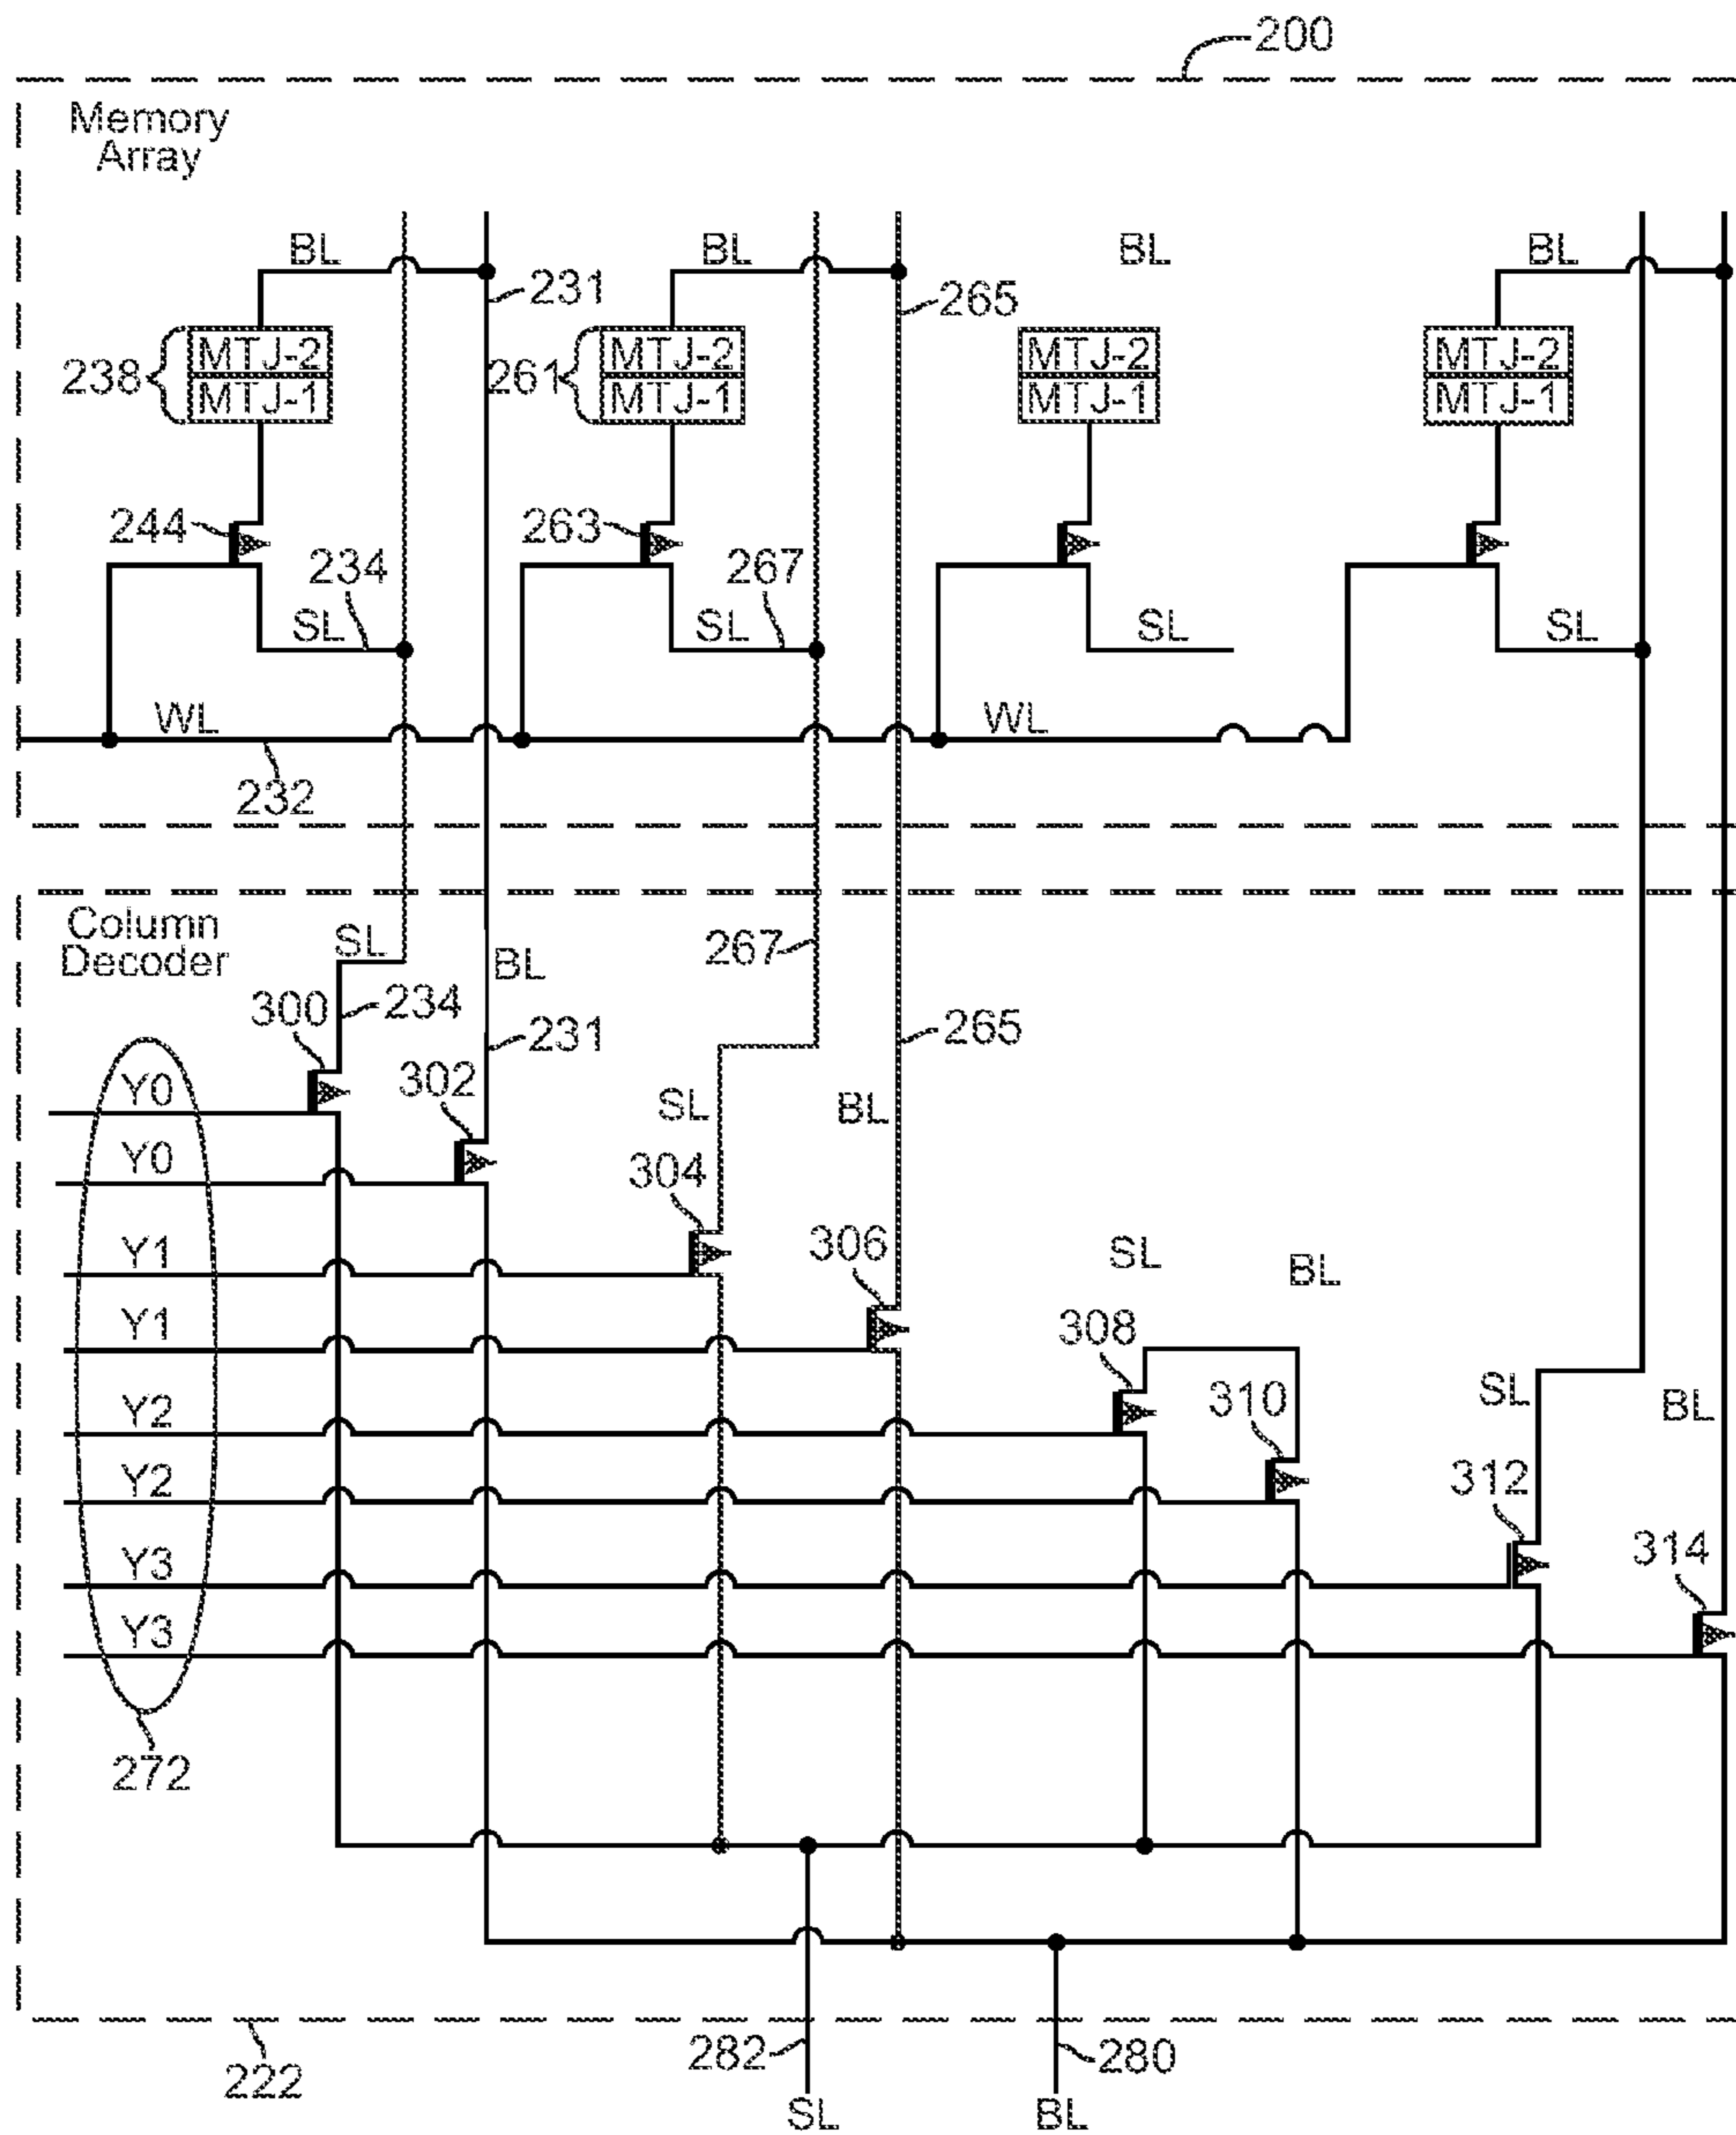 200
Memory
Array
BL BL BL BL
231 265
238 MTJ-2 261 MTJ-2 MTJ-2 MTJ-2
MTJ-1 MTJ-1 MTJ-1 MTJ-1
244 263
234 267
SL SL SL SL
WL WL
232
Column
Decoder
SL BL 267
300 234
231 265
Y0 302
SL BL
Y0 304
Y1 306 SL BL
Y1 308
Y2 310 SL BL
Y2 312
Y3 314
Y3
272
282 280
222
SL BL